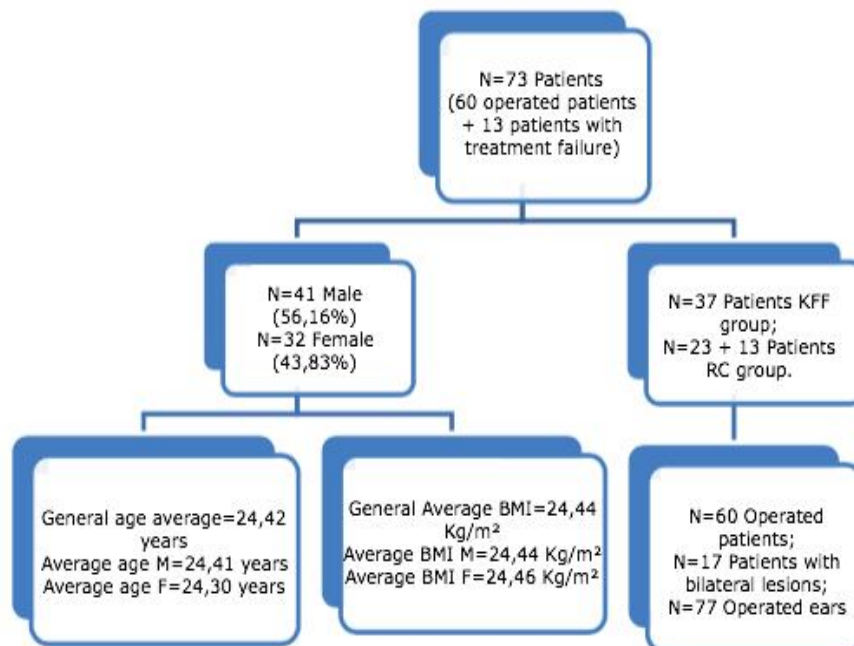 N=73 Patients
(60 operated patients
+ 13 patients with
treatment failure)
N=41 Male
(56,16%)
N=32 Female
(43,83%)
N=37 Patients KFF
group;
N=23 + 13 Patients
RC group.
General age average=24,42
years
Average age M=24,41 years
Average age F=24,30 years
General Average BMI=24,44
Kg/m²
Average BMI M=24,44 Kg/m²
Average BMI F=24,46 Kg/m²
N=60 Operated
patients;
N=17 Patients with
bilateral lesions;
N=77 Operated ears